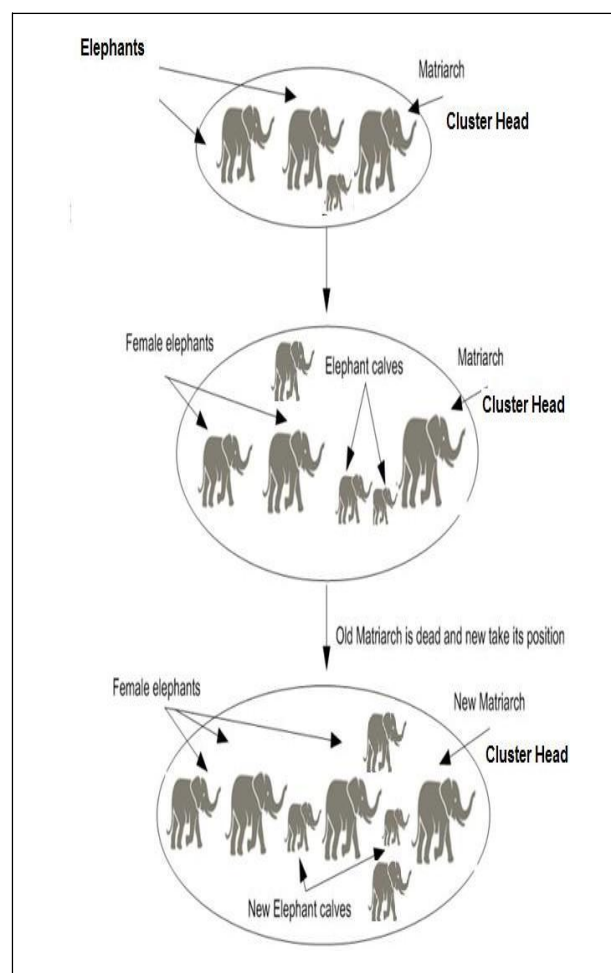 Elephants
Matriarch
Cluster Head
Female elephants
Elephant calves
Matriarch
Cluster Head
Old Matriarch is dead and new take its position
Female elephants
New Matriarch
Cluster Head
New Elephant calves